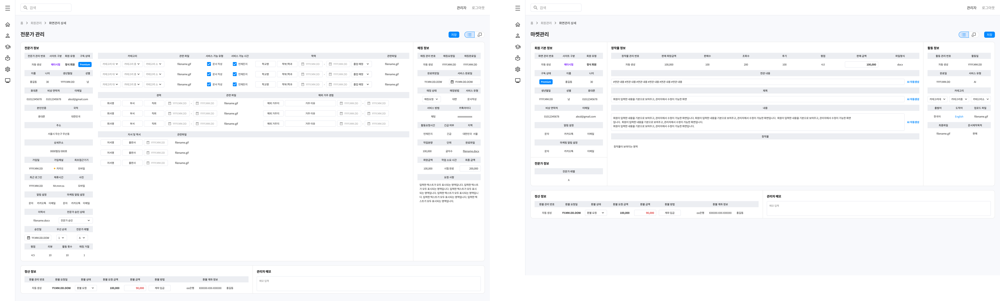 검색
관리자 로그아웃
홈 > 회원관리 > 화면관리 상세
전문가 관리
저장
전문가 정보
전문가 관리 번호 사이트 구분 회원 유형 구독 상태
자동 생성 메타시험 정식 회원 Premium
이름 나이 생년월일 성별
홍길동 30 YYYY.MM.DD 남
휴대폰 비상 연락처 이메일
01012345678 01012345678 abcd@gmail.com
본인인증 국적
휴대폰 대한민국
주소
서울시 무슨구 무슨동
상세주소
0000빌딩 000호
가입일 가입채널 최초접근기기
YYYY.MM.DD 카카오 모바일
최근 로그인 체류시간 사진
YYYY.MM.DD hh:mm:ss 모바일
알림 설정 마케팅 알림 설정
문자 카카오톡 이메일 문자 카카오톡 이메일
이력서 전문가 승인 상태
filename.docx 전문가 승인
승인일 우선 순위 전문가 레벨
YY.MM.DD.DOW 1 A
평점 리뷰 활동 횟수 매칭 거절
4.5 10 10 1
카테고리 관련 파일 서비스 가능 유형 서비스 가능 시간 학력 관련파일
카테고리 대 카테고리 중 카테고리 소 filename.gif 문서 작성 언제든지 학교명 학부/학과 YYYY.MM.DD - YYYY.MM.DD 졸업 예정 filename.gif
카테고리 대 카테고리 중 카테고리 소 filename.gif 문서 작성 언제든지 학교명 학부/학과 YYYY.MM.DD - YYYY.MM.DD 졸업 예정 filename.gif
카테고리 대 카테고리 중 카테고리 소 filename.gif 문서 작성 언제든지 학교명 학부/학과 YYYY.MM.DD - YYYY.MM.DD 졸업 예정 filename.gif
경력 관련 파일 해외 거주 경험
회사명 부서 직위 YYYY.MM.DD - YYYY.MM.DD filename.gif 해외 거주지 거주 이유 YYYY.MM.DD - YYYY.MM.DD
회사명 부서 직위 YYYY.MM.DD - YYYY.MM.DD filename.gif 해외 거주지 거주 이유 YYYY.MM.DD - YYYY.MM.DD
회사명 부서 직위 YYYY.MM.DD - YYYY.MM.DD filename.gif 해외 거주지 거주 이유 YYYY.MM.DD - YYYY.MM.DD
저서 및 역서 관련파일
저서명 출판사 YYYY.MM.DD filename.gif
저서명 출판사 YYYY.MM.DD filename.gif
저서명 출판사 YYYY.MM.DD filename.gif
매칭 정보
매칭 관리 번호 매칭요청일 매칭완료일
자동 생성 YYYY.MM.DD YYYY.MM.DD
완료희망일 서비스 완료일
YY.MM.DD.DOW YY.MM.DD.DOW
매칭 상태 매칭방법 서비스 유형
매칭요청 대면 문서작성
서비스 방법 카톡아이디
채팅 xxxxxxxxxxxx
활동요청시간 긴급 여부 지역
언제든지 긴급 대한민국 서울
작업분량 단위 완료파일
100,000 글자수 filename.docx
희망금액 작업 소요 시간 최종 금액
100,000 시험 완료 200,000
요청 사항
입력한 텍스트가 모두 표시되는 영역입니다. 입력한 텍스트
가 모두 표시되는 영역입니다. 입력한 텍스트가 모두 표시
되는 영역입니다. 입력한 텍스트가 모두 표시되는 영역입니
다. 입력한 텍스트가 모두 표시되는 영역입니다. 입력한 텍
스트가 모두 표시되는 영역입니다.
정산 정보
환불 관리 번호 환불 요청일 환불 상태 환불 요청 금액 환불 금액 환불 방법 환불 계좌 정보
자동 생성 YY.MM.DD.DOW 환불 요청 100,000 90,000 계좌 입금 oo은행 XXXXXX-XXX-XXXXXX 홍길동
관리자 메모
메모 입력
검색
관리자 로그아웃
홈 > 회원관리 > 화면관리 상세
마켓관리
저장
회원 기본 정보
화면 관리 번호 사이트 구분 회원 유형
자동 생성 메타시험 정식 회원
구독 상태 이름 나이
Premium 홍길동 30
생년월일 성별 휴대폰
YYYY.MM.DD 남 01012345678
비상 연락처 이메일
01012345678 abcd@gmail.com
알림 설정
문자 카카오톡 이메일
마케팅 알림 설정
문자 카카오톡 이메일
전문가 정보
전문가 레벨
A
창작물 정보
창작물 관리 번호 판매 희망금액 판매수 조회수 후기 평점 판매 금액 파일형식
자동 생성 100,000 100 200 100 4.0 100,000 docx
연관 내용
#연관 내용 #연관 내용 #연관 내용 #연관 내용 #연관 내용 #연관 내용 AI 자동생성
제목
회원이 입력한 내용을 기본으로 보여주고, 관리자에서 수정이 가능한 화면 AI 자동생성
내용
회원이 입력한 내용을 기본으로 보여주고, 관리자에서 수정이 가능한 화면입니다. 회원이 입력한 내용을 기본으로 보여주고, 관리자에서 수정이 가능한 화면입니다. 회원이 입력한 내용을 기본으로 보여주고, 관리자에서 수정이 가능한 화면
입니다. 회원이 입력한 내용을 기본으로 보여주고, 관리자에서 수정이 가능한 화면입니다.
회원이 입력한 내용을 기본으로 보여주고, 관리자에서 수정이 가능한 화면입니다.
AI 자동생성
창작물
창작물이 보여지는 영역
활동 정보
활동 관리 번호 활동일
자동 생성 YYYY.MM.DD
완료일 서비스 유형
YYYY.MM.DD AI
카테고리
카테고리대 카테고리중 카테고리소
출발어 도착어 업로드 파일
한국어 English filename.gif
최종파일 문서제작목적
filename.gif 판매
정산 정보
환불 관리 번호 환불 요청일 환불 상태 환불 요청 금액 환불 금액 환불 방법 환불 계좌 정보
자동 생성 YY.MM.DD.DOW 환불 요청 100,000 90,000 계좌 입금 oo은행 XXXXXX-XXX-XXXXXX 홍길동
관리자 메모
메모 입력